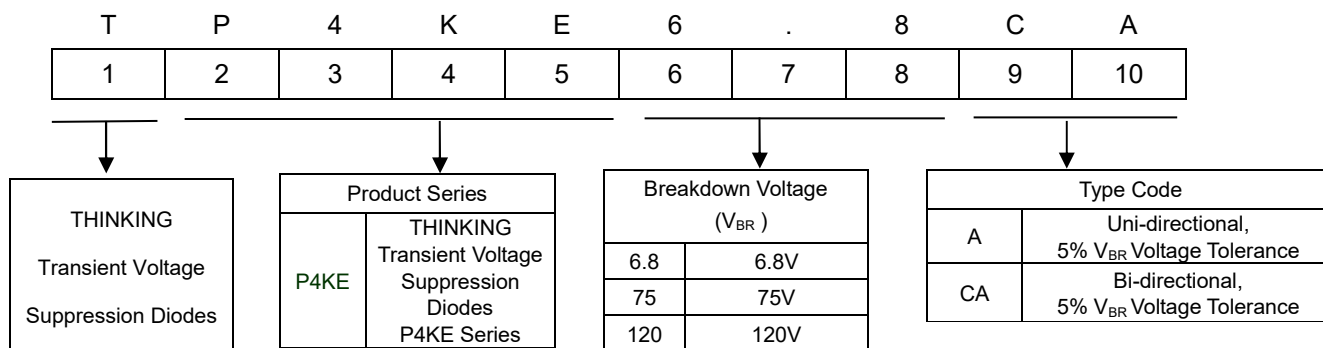 T P 4 K E 6 . 8 C A
1 2 3 4 5 6 7 8 9 10
THINKING
Transient Voltage
Suppression Diodes
Product Series
P4KE
THINKING
Transient Voltage
Suppression
Diodes
P4KE Series
Breakdown Voltage
(VBR )
6.8 6.8V
75 75V
120 120V
Type Code
A
Uni-directional,
5% VBR Voltage Tolerance
CA
Bi-directional,
5% VBR Voltage Tolerance